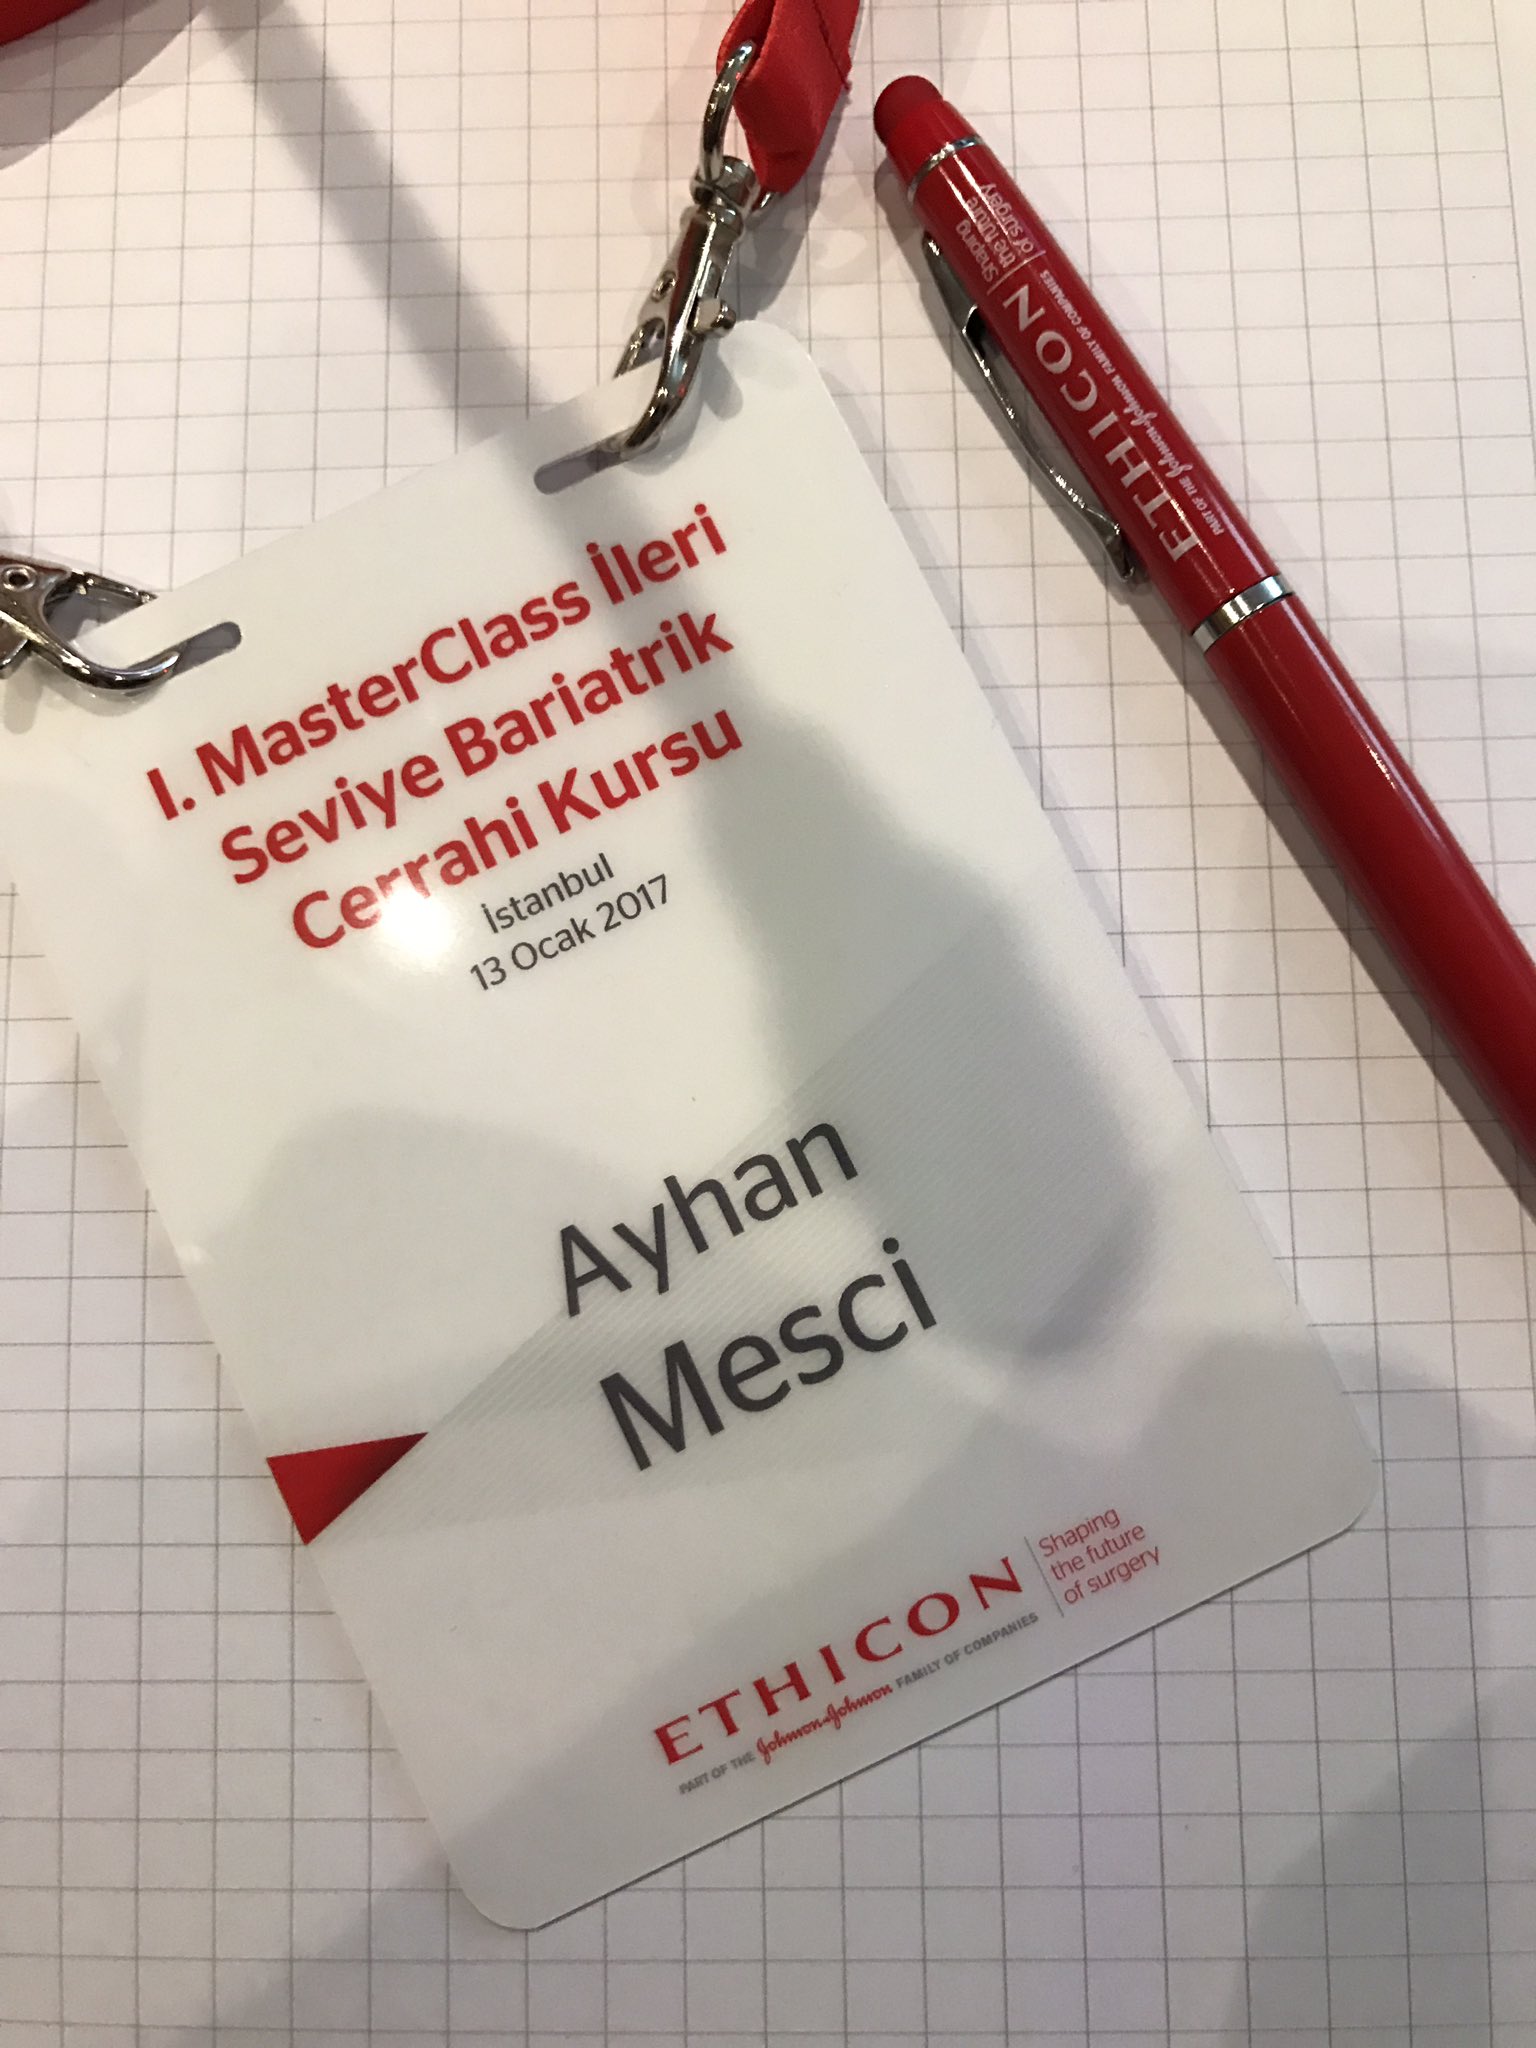 I. MasterClass İleri
Seviye Bariatrik
Cerrahi Kursu
İstanbul
13 Ocak 2017
Ayhan
Mesci
ETHICON
PART OF THE Johnson & Johnson FAMILY OF COMPANIES
Shaping
the future
of surgery
ETHICON
PART OF THE Johnson & Johnson FAMILY OF COMPANIES
Shaping
the future
of surgery